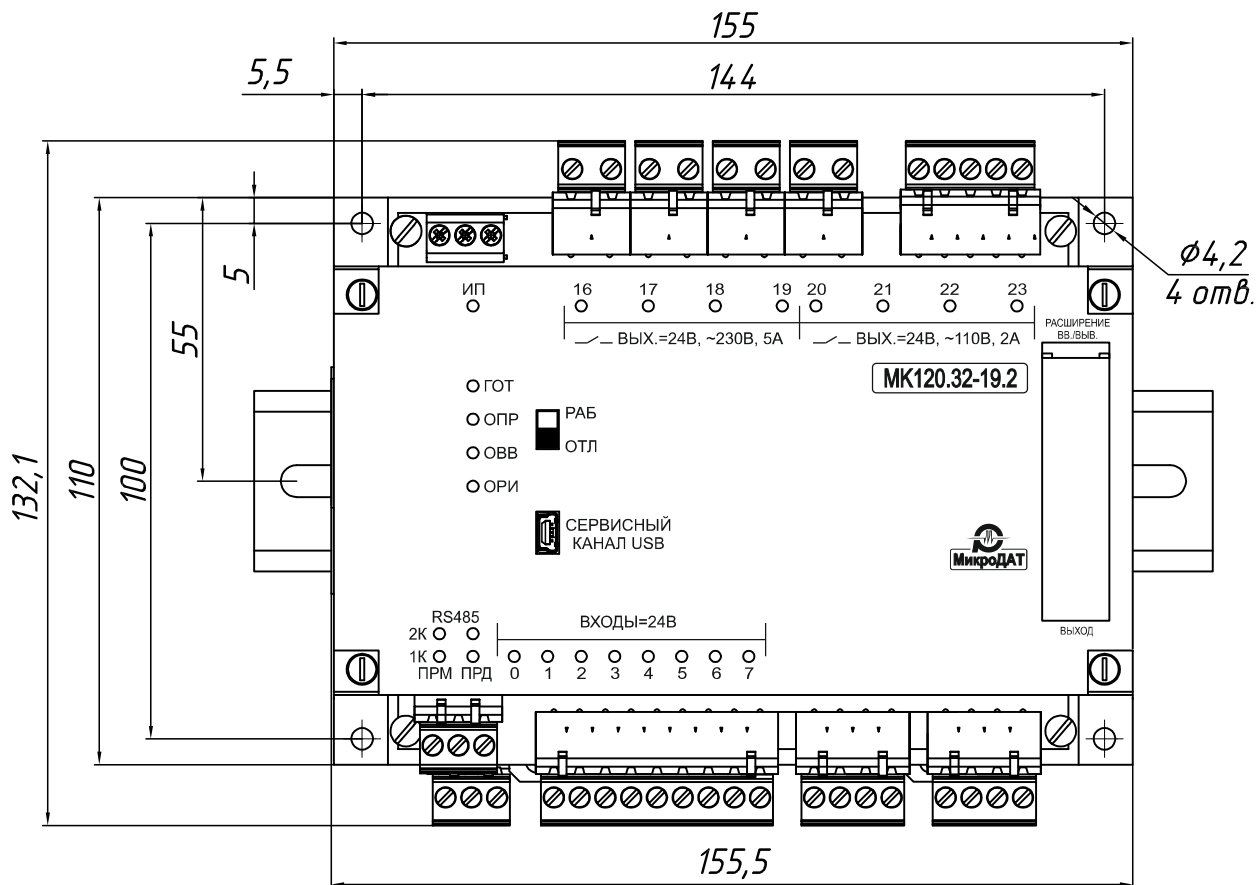 155
5,5
144
5
55
132,1
110
100
ϕ4,2
4 отв.
ИП
16 17 18 19 20 21 22 23
ВЫХ.=24В, ~230В, 5А
ВЫХ.=24В, ~110В, 2А
РАСШИРЕНИЕ
ВВ./ВЫВ.
МК120.32-19.2
ГОТ
ОПР
ОВВ
ОРИ
РАБ
ОТЛ
СЕРВИСНЫЙ
КАНАЛ USB
МикроДАТ
ВЫХОД
RS485
2К
1К
ПРМ ПРД
ВХОДЫ=24В
0 1 2 3 4 5 6 7
155,5